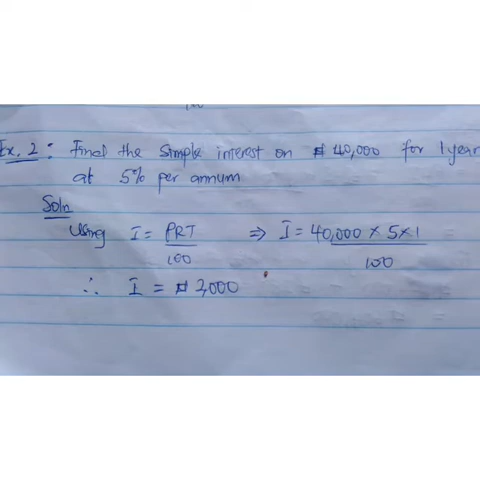 100
Ex. 2: Find the simple interest on ₦40,000 for 1 year
at 5% per annum
Soln
Using I = PRT ⇒ I = 40,000 × 5 × 1
100 100
∴ I = ₦2,000